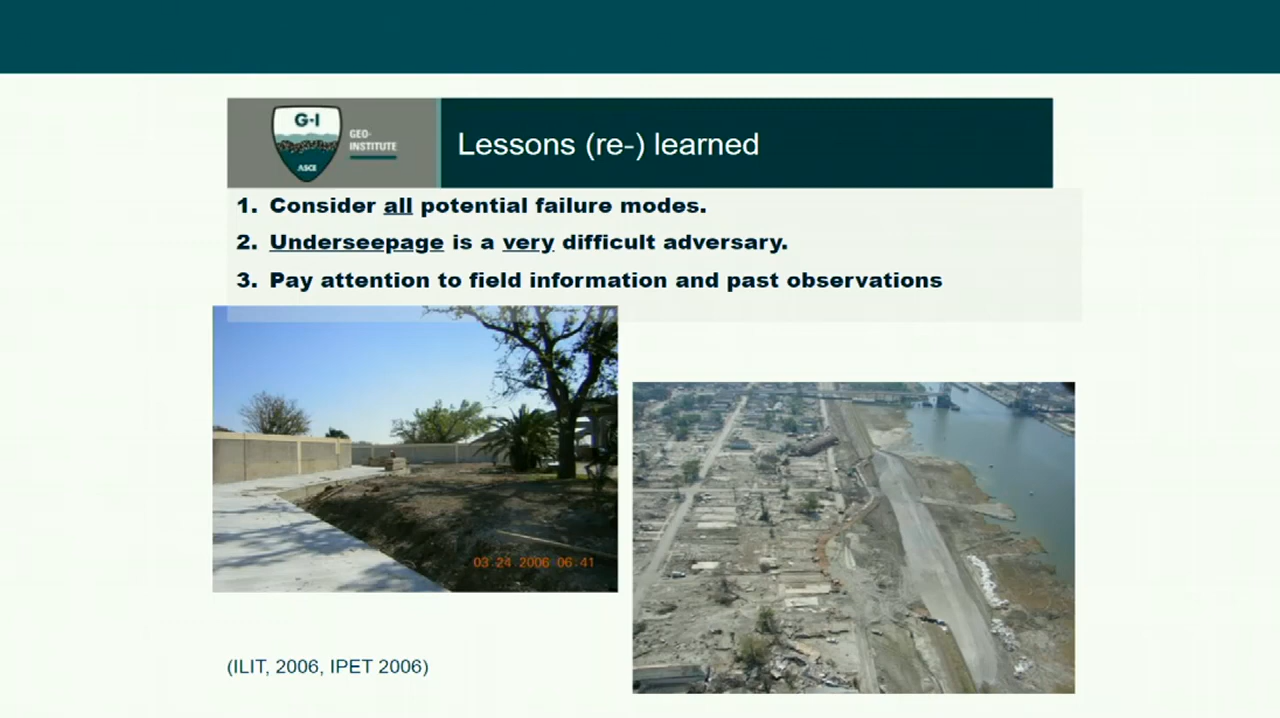 G-I
GEO-
INSTITUTE
ASCE
Lessons (re-) learned
1. Consider all potential failure modes.
2. Underseepage is a very difficult adversary.
3. Pay attention to field information and past observations
03 24 2006 06:41
(ILIT, 2006, IPET 2006)